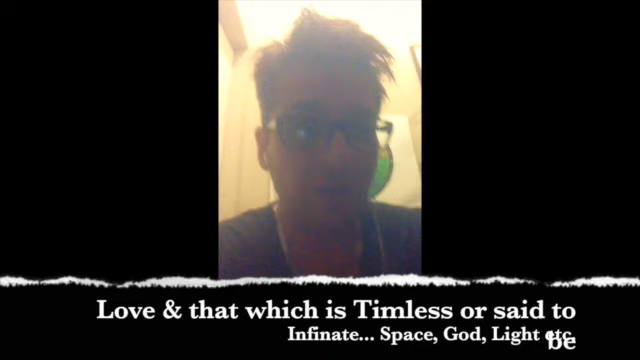 Love & that which is Timless or said to
be
Infinate... Space, God, Light etc.